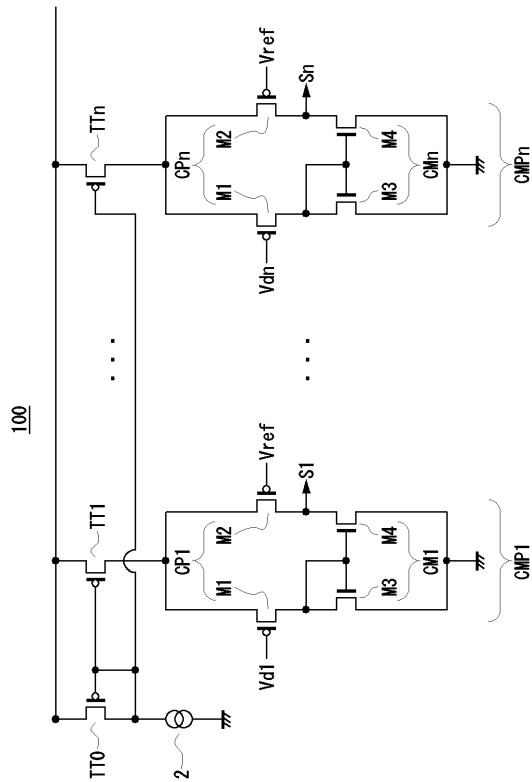 100
TT0
TT1
TTn
2
CP1
M1
M2
Vd1
Vref
S1
M3
M4
CM1
CMP1
. . .
. . .
CPn
M1
M2
Vdn
Vref
Sn
M3
M4
CMn
CMPn